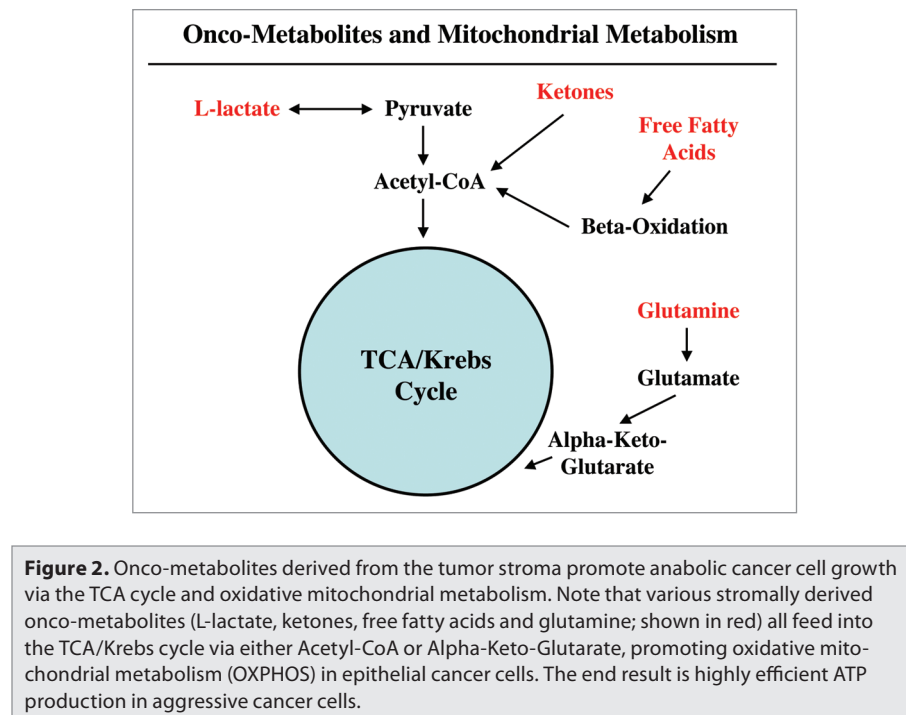 Onco-Metabolites and Mitochondrial Metabolism
L-lactate
Pyruvate
Ketones
Free Fatty
Acids
Acetyl-CoA
Beta-Oxidation
Glutamine
TCA/Krebs
Cycle
Glutamate
Alpha-Keto-
Glutarate
Figure 2. Onco-metabolites derived from the tumor stroma promote anabolic cancer cell growth
via the TCA cycle and oxidative mitochondrial metabolism. Note that various stromally derived
onco-metabolites (L-lactate, ketones, free fatty acids and glutamine; shown in red) all feed into
the TCA/Krebs cycle via either Acetyl-CoA or Alpha-Keto-Glutarate, promoting oxidative mito-
chondrial metabolism (OXPHOS) in epithelial cancer cells. The end result is highly efficient ATP
production in aggressive cancer cells.